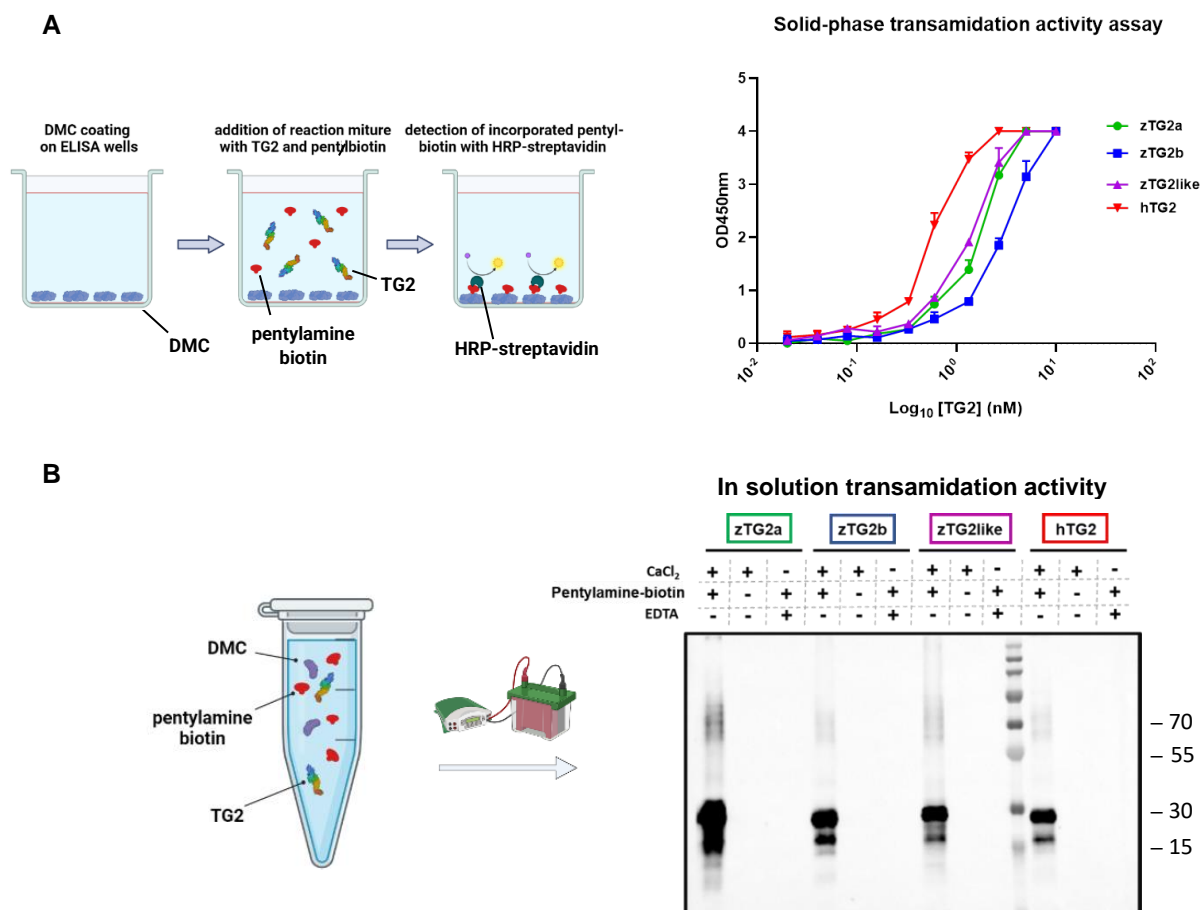 A
Solid-phase transamidation activity assay
DMC coating
on ELISA wells
addition of reaction miture
with TG2 and pentylbiotin
detection of incorporated pentyl-
biotin with HRP-streptavidin
DMC
pentylamine
biotin
TG2
HRP-streptavidin
OD450nm
5
4
3
2
1
0
10-2
10-1
100
101
102
Log10 [TG2] (nM)
zTG2a
zTG2b
zTG2like
hTG2
B
In solution transamidation activity
zTG2a zTG2b zTG2like hTG2
CaCl2 + + - + + - + + - + + -
Pentylamine-biotin + - + + - + + - + + - +
EDTA - - + - - + - - + - - +
DMC
pentylamine
biotin
TG2
– 70
– 55
– 30
– 15